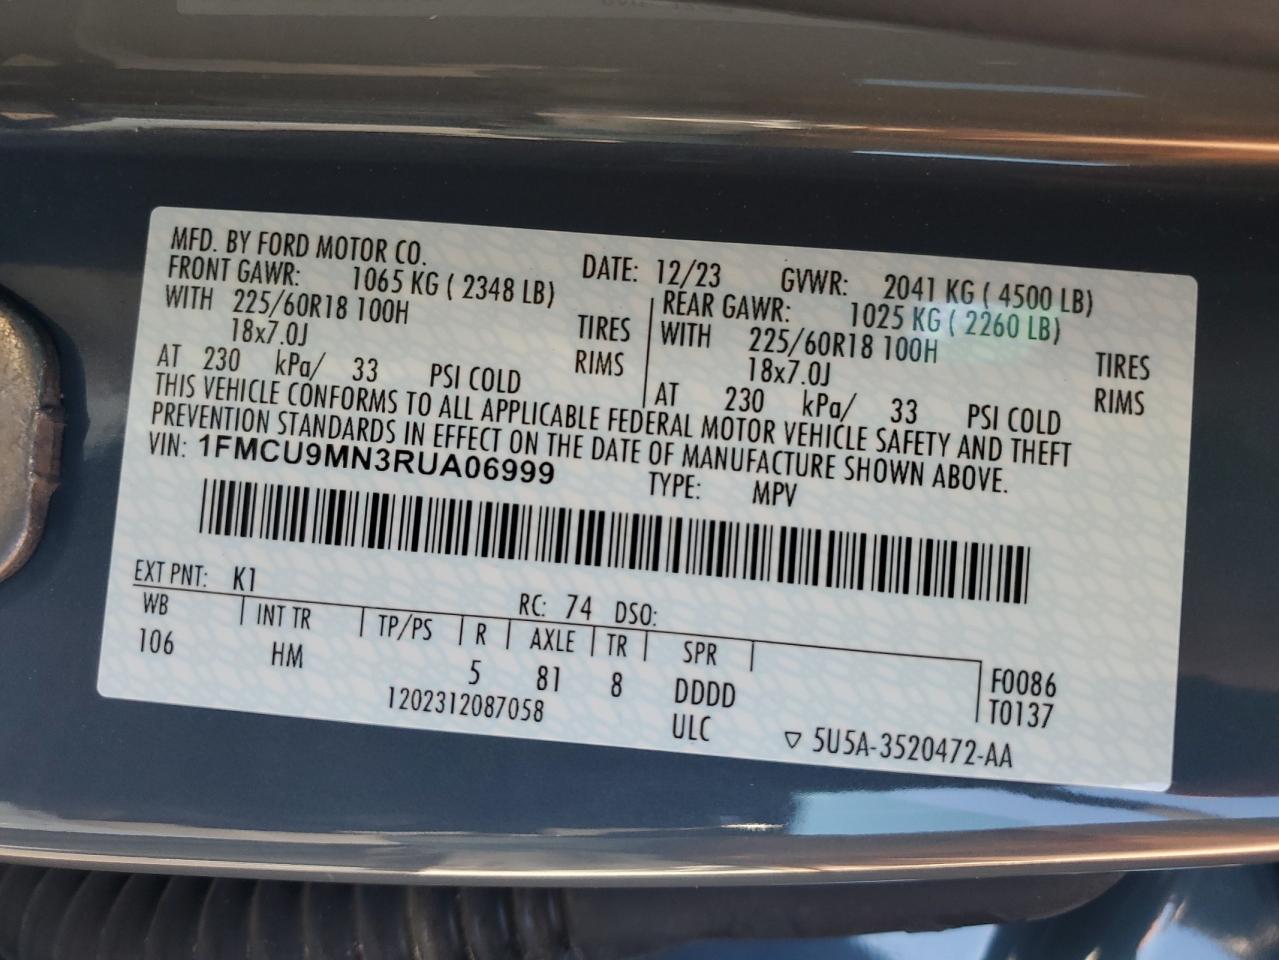 MFD. BY FORD MOTOR CO. DATE: 12/23 GVWR: 2041 KG ( 4500 LB)
FRONT GAWR: 1065 KG ( 2348 LB) REAR GAWR: 1025 KG ( 2260 LB)
WITH 225/60R18 100H TIRES WITH 225/60R18 100H TIRES
18x7.0J RIMS 18x7.0J RIMS
AT 230 kPa/ 33 PSI COLD AT 230 kPa/ 33 PSI COLD
THIS VEHICLE CONFORMS TO ALL APPLICABLE FEDERAL MOTOR VEHICLE SAFETY AND THEFT
PREVENTION STANDARDS IN EFFECT ON THE DATE OF MANUFACTURE SHOWN ABOVE.
VIN: 1FMCU9MN3RUA06999 TYPE: MPV
EXT PNT: K1 RC: 74 DSO:
WB INT TR TP/PS R AXLE TR SPR
106 HM 5 81 8 DDDD F0086
T0137
1202312087058 ULC ▽ 5U5A-3520472-AA